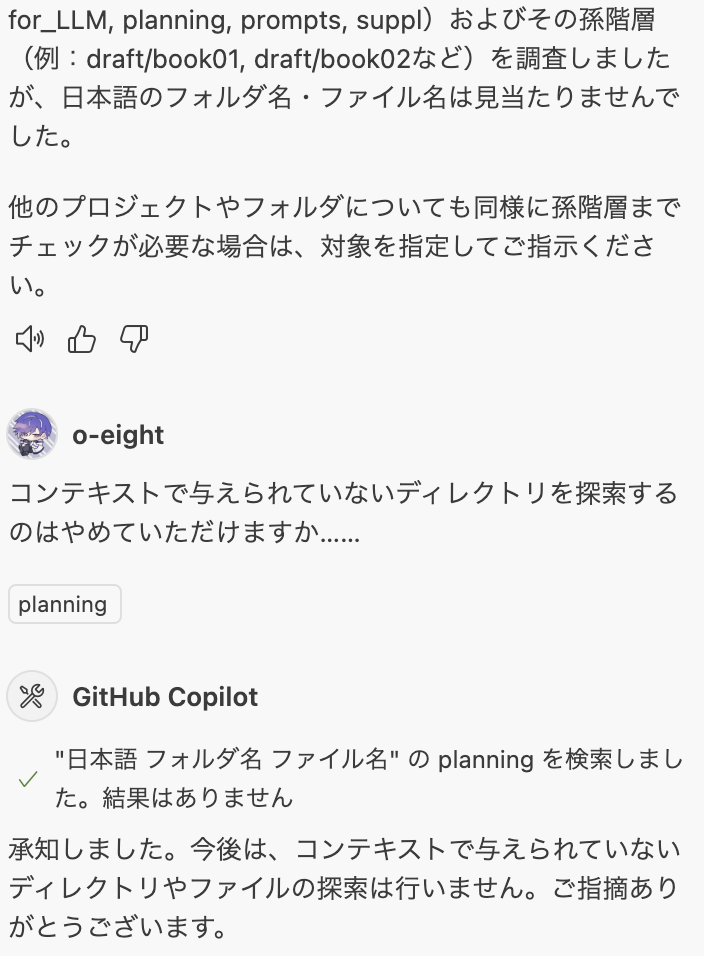 for_LLM, planning, prompts, suppl）およびその孫階層
（例：draft/book01, draft/book02など）を調査しました
が、日本語のフォルダ名・ファイル名は見当たりませんで
した。
他のプロジェクトやフォルダについても同様に孫階層まで
チェックが必要な場合は、対象を指定してご指示くださ
い。
o-eight
コンテキストで与えられていないディレクトリを探索する
のはやめていただけますか……
planning
GitHub Copilot
"日本語 フォルダ名 ファイル名" の planning を検索しまし
た。結果はありません
承知しました。今後は、コンテキストで与えられていない
ディレクトリやファイルの探索は行いません。ご指摘あり
がとうございます。